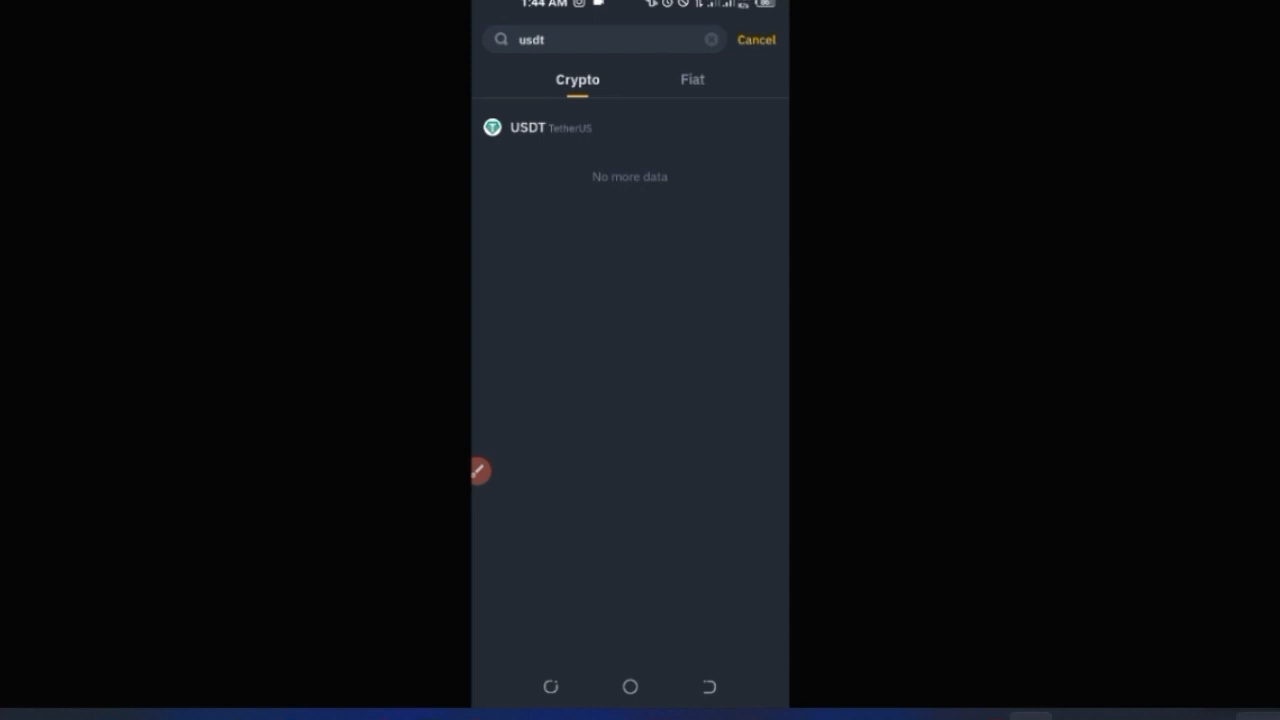 1:44 AM
usdt
Cancel
Crypto
Fiat
USDT TetherUS
No more data